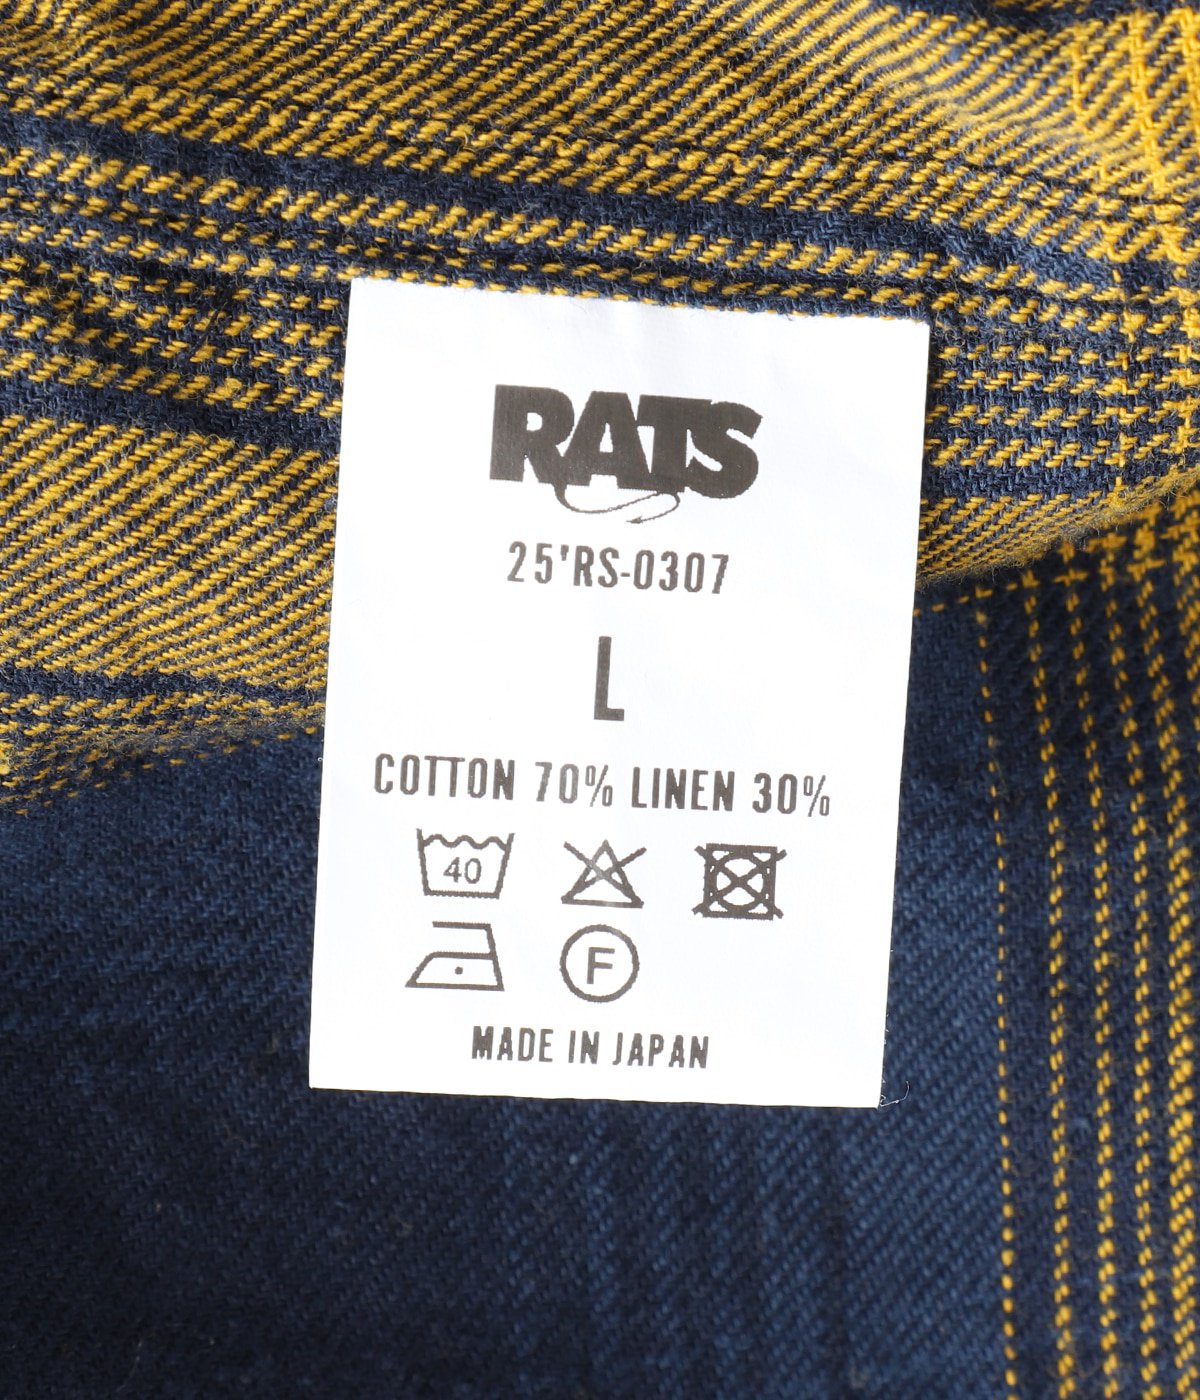 RATS
25'RS-0307
L
COTTON 70% LINEN 30%
40
F
MADE IN JAPAN